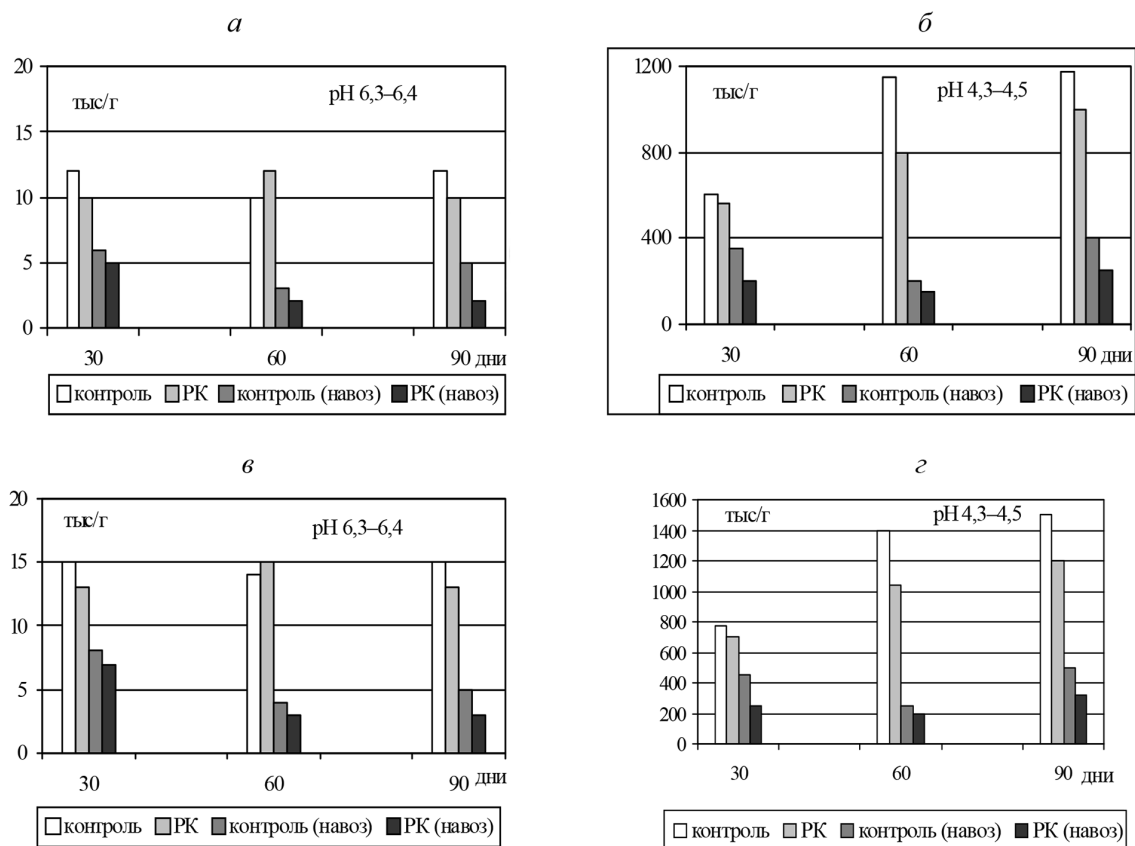 а
20
тыс/г
pH 6,3–6,4
15
10
5
0
30 60 90 дни
контроль РК контроль (навоз) РК (навоз)
б
1200
тыс/г
pH 4,3–4,5
800
400
0
30 60 90 дни
контроль РК контроль (навоз) РК (навоз)
в
20
тыс/г
pH 6,3–6,4
15
10
5
0
30 60 90 дни
контроль РК контроль (навоз) РК (навоз)
г
1600
тыс/г
pH 4,3–4,5
1400
1200
1000
800
600
400
200
0
30 60 90 дни
контроль РК контроль (навоз) РК (навоз)